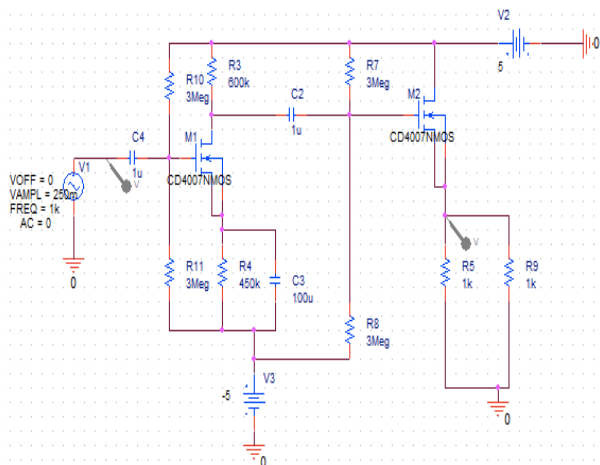 V2
0
5
R10
3Meg
R3
600k
R7
3Meg
C2
1u
M2
CD4007NMOS
C4
1u
M1
CD4007NMOS
V1
VOFF = 0
VAMPL = 250m
FREQ = 1k
AC = 0
V
V
0
R11
3Meg
R4
450k
C3
100u
R5
1k
R9
1k
R8
3Meg
V3
-5
0
0